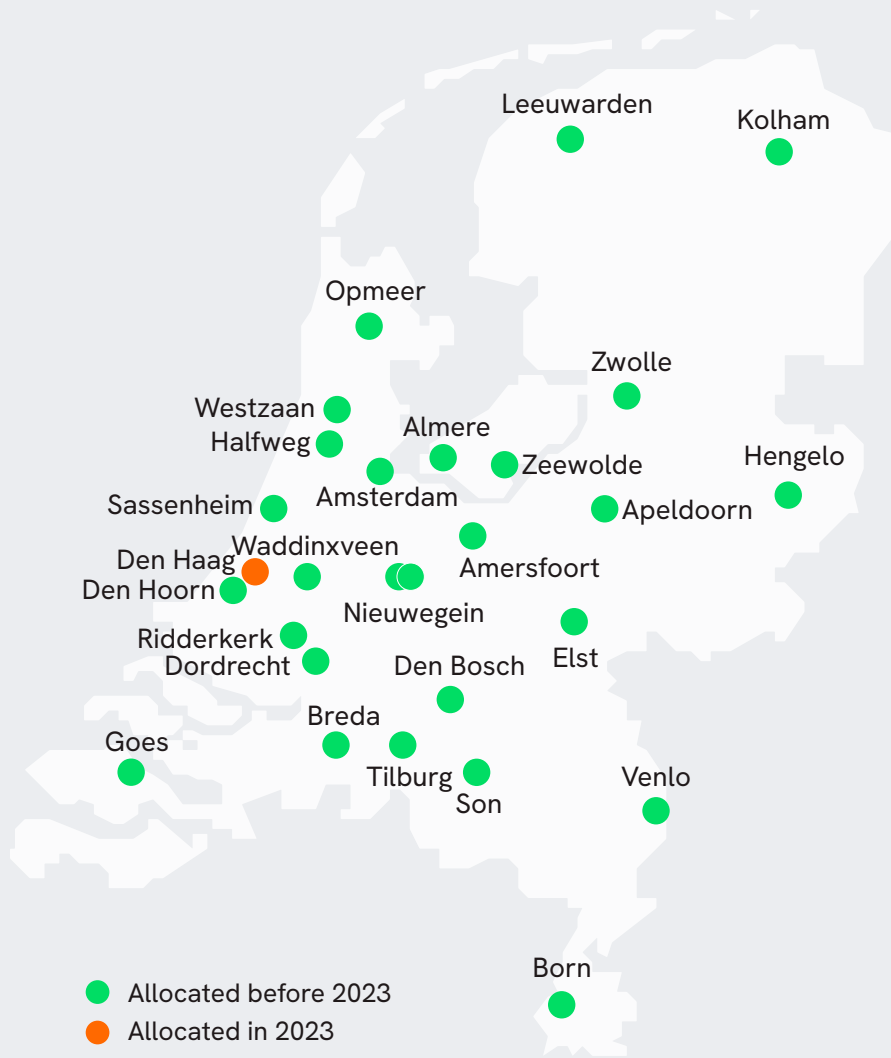 Leeuwarden
Kolham
Opmeer
Zwolle
Westzaan
Almere
Halfweg
Hengelo
Zeewolde
Amsterdam
Sassenheim
Apeldoorn
Waddinxveen
Den Haag
Amersfoort
Den Hoorn
Nieuwegein
Ridderkerk
Elst
Dordrecht
Den Bosch
Breda
Goes
Tilburg
Venlo
Son
Born
Allocated before 2023
Allocated in 2023